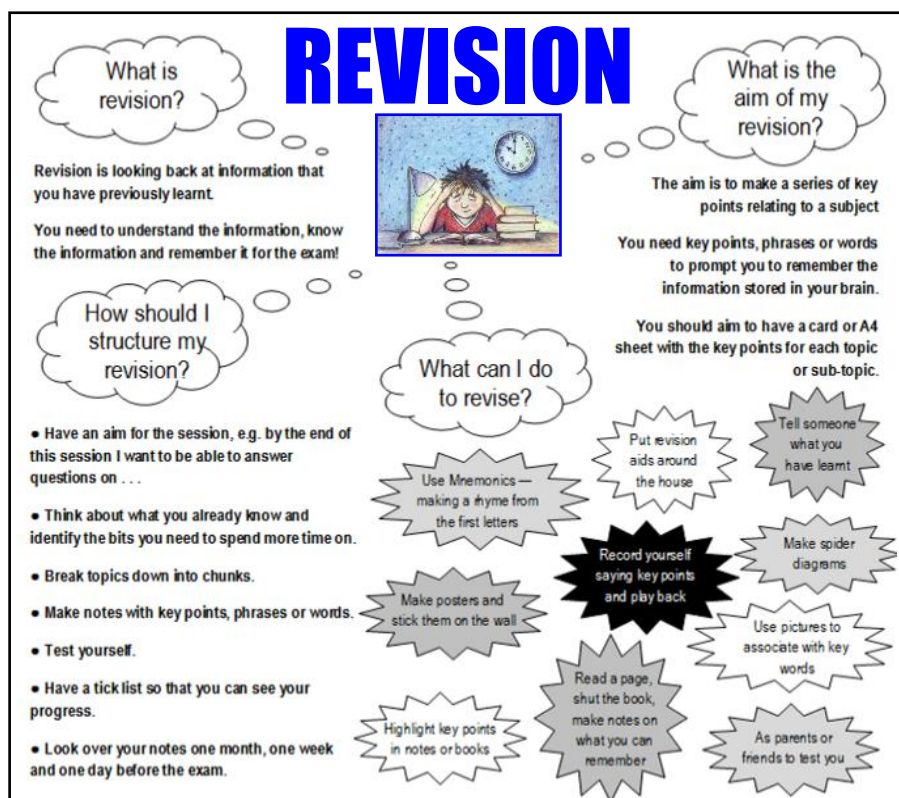 REVISION
What is
revision?
Revision is looking back at information that
you have previously learnt.
You need to understand the information, know
the information and remember it for the exam!
What is the
aim of my
revision?
The aim is to make a series of key
points relating to a subject
You need key points, phrases or words
to prompt you to remember the
information stored in your brain.
You should aim to have a card or A4
sheet with the key points for each topic
or sub-topic.
How should I
structure my
revision?
● Have an aim for the session, e.g. by the end of
this session I want to be able to answer
questions on . . .
● Think about what you already know and
identify the bits you need to spend more time on.
● Break topics down into chunks.
● Make notes with key points, phrases or words.
● Test yourself.
● Have a tick list so that you can see your
progress.
● Look over your notes one month, one week
and one day before the exam.
What can I do
to revise?
Put revision
aids around
the house
Tell someone
what you
have learnt
Use Mnemonics —
making a rhyme from
the first letters
Record yourself
saying key points
and play back
Make spider
diagrams
Make posters and
stick them on the wall
Use pictures to
associate with key
words
Read a page,
shut the book,
make notes on
what you can
remember
Highlight key points
in notes or books
As parents or
friends to test you